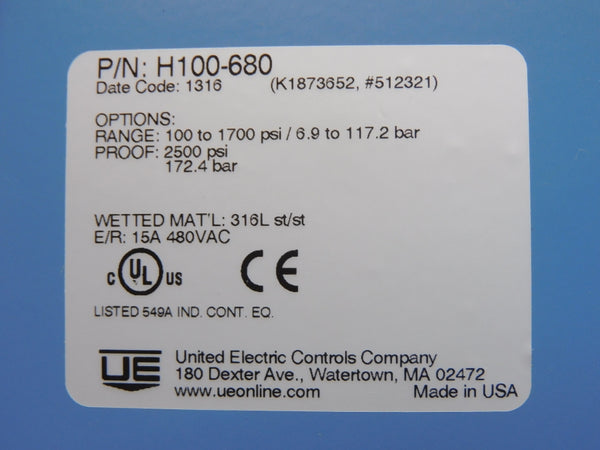 P/N: H100-680
Date Code: 1316 (K1873652, #512321)
OPTIONS:
RANGE: 100 to 1700 psi / 6.9 to 117.2 bar
PROOF: 2500 psi
172.4 bar
WETTED MAT'L: 316L st/st
E/R: 15A 480VAC
C UL US CE
LISTED 549A IND. CONT. EQ.
UE United Electric Controls Company
180 Dexter Ave., Watertown, MA 02472
www.ueonline.com Made in USA